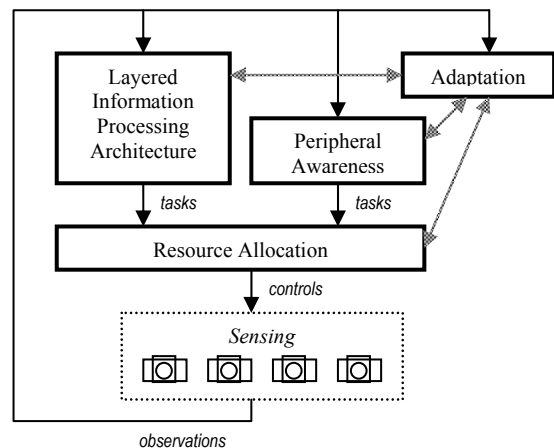 Layered
Information
Processing
Architecture
Adaptation
Peripheral
Awareness
tasks
tasks
Resource Allocation
controls
Sensing
observations